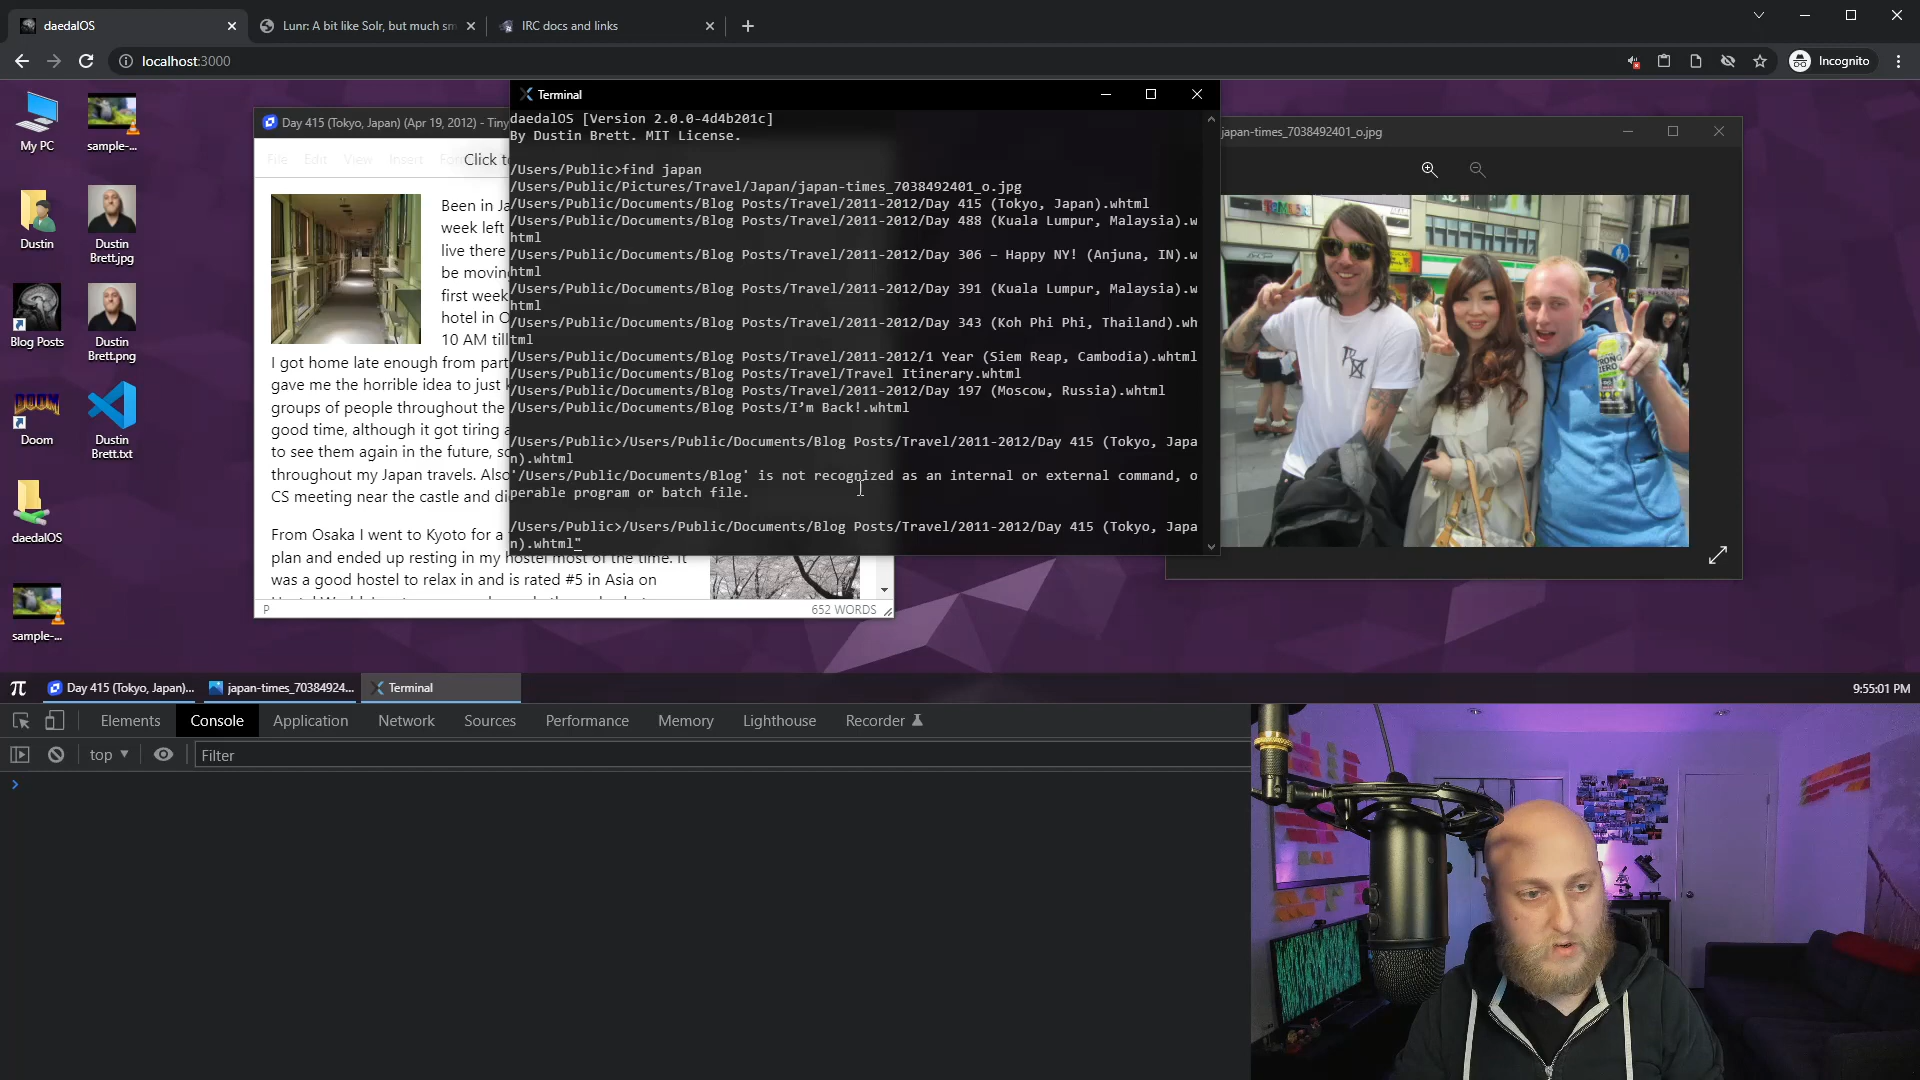 daedalOS
Lunr: A bit like Solr, but much sm
IRC docs and links
localhost:3000
Incognito
My PC
sample-...
Dustin
Dustin
Brett.jpg
Blog Posts
Dustin
Brett.png
Doom
Dustin
Brett.txt
daedalOS
sample-...
Day 415 (Tokyo, Japan) (Apr 19, 2012) - Tiny
File Edit View Insert For
Click to
Been in Ja
week left
live there
be movin
first week
hotel in O
10 AM till
I got home late enough from part
gave me the horrible idea to just k
groups of people throughout the
good time, although it got tiring a
to see them again in the future, so
throughout my Japan travels. Also
CS meeting near the castle and di
From Osaka I went to Kyoto for a
plan and ended up resting in my hostel most of the time. It
was a good hostel to relax in and is rated #5 in Asia on
P
652 WORDS
Terminal
daedalOS [Version 2.0.0-4d4b201c]
By Dustin Brett. MIT License.
/Users/Public>find japan
/Users/Public/Pictures/Travel/Japan/japan-times_7038492401_o.jpg
/Users/Public/Documents/Blog Posts/Travel/2011-2012/Day 415 (Tokyo, Japan).whtml
/Users/Public/Documents/Blog Posts/Travel/2011-2012/Day 488 (Kuala Lumpur, Malaysia).w
html
/Users/Public/Documents/Blog Posts/Travel/2011-2012/Day 306 – Happy NY! (Anjuna, IN).w
html
/Users/Public/Documents/Blog Posts/Travel/2011-2012/Day 391 (Kuala Lumpur, Malaysia).w
html
/Users/Public/Documents/Blog Posts/Travel/2011-2012/Day 343 (Koh Phi Phi, Thailand).wh
tml
/Users/Public/Documents/Blog Posts/Travel/2011-2012/1 Year (Siem Reap, Cambodia).whtml
/Users/Public/Documents/Blog Posts/Travel/Travel Itinerary.whtml
/Users/Public/Documents/Blog Posts/Travel/2011-2012/Day 197 (Moscow, Russia).whtml
/Users/Public/Documents/Blog Posts/I’m Back!.whtml
/Users/Public>/Users/Public/Documents/Blog Posts/Travel/2011-2012/Day 415 (Tokyo, Japa
n).whtml
'/Users/Public/Documents/Blog' is not recognized as an internal or external command, o
perable program or batch file.
/Users/Public>/Users/Public/Documents/Blog Posts/Travel/2011-2012/Day 415 (Tokyo, Japa
n).whtml"
japan-times_7038492401_o.jpg
STRONG
ZERO
Day 415 (Tokyo, Japan)...
japan-times_70384924...
Terminal
9:55:01 PM
Elements Console Application Network Sources Performance Memory Lighthouse Recorder
top
Filter